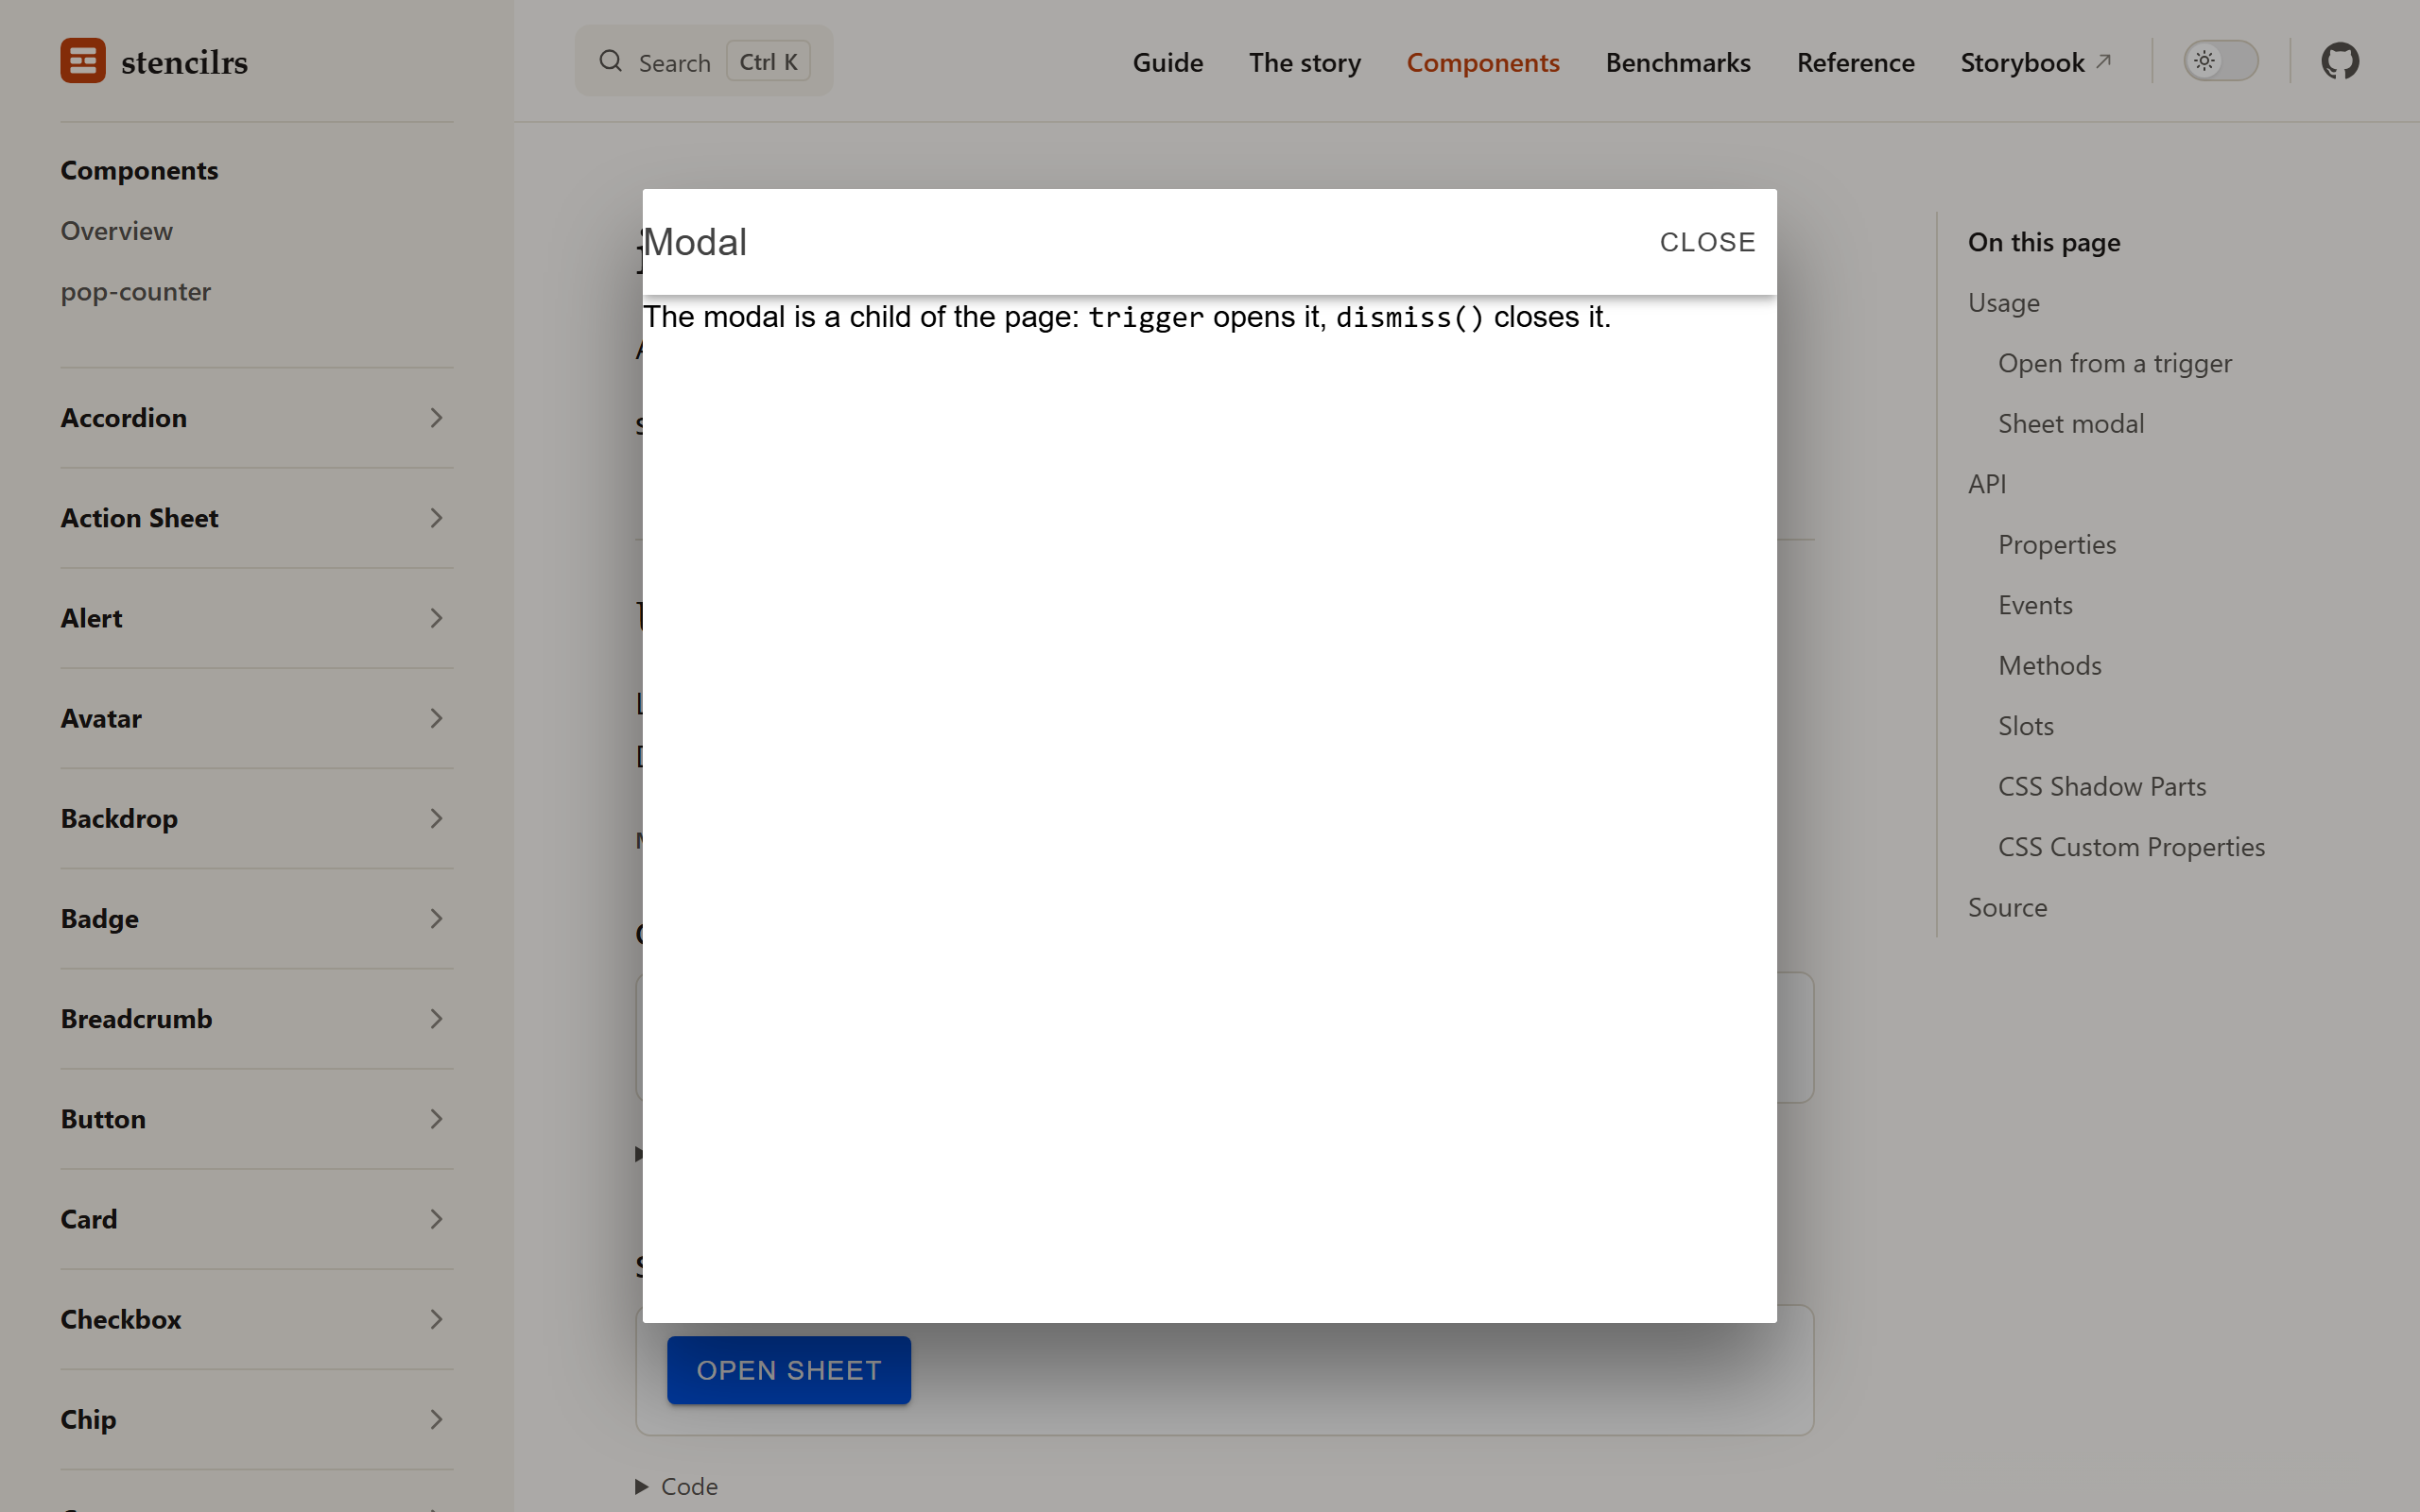 stencilrs
Search Ctrl K
Guide
The story
Components
Benchmarks
Reference
Storybook
Components
Overview
pop-counter
Accordion
Action Sheet
Alert
Avatar
Backdrop
Badge
Breadcrumb
Button
Card
Checkbox
Chip
Modal
CLOSE
The modal is a child of the page: trigger opens it, dismiss() closes it.
OPEN SHEET
Code
On this page
Usage
Open from a trigger
Sheet modal
API
Properties
Events
Methods
Slots
CSS Shadow Parts
CSS Custom Properties
Source